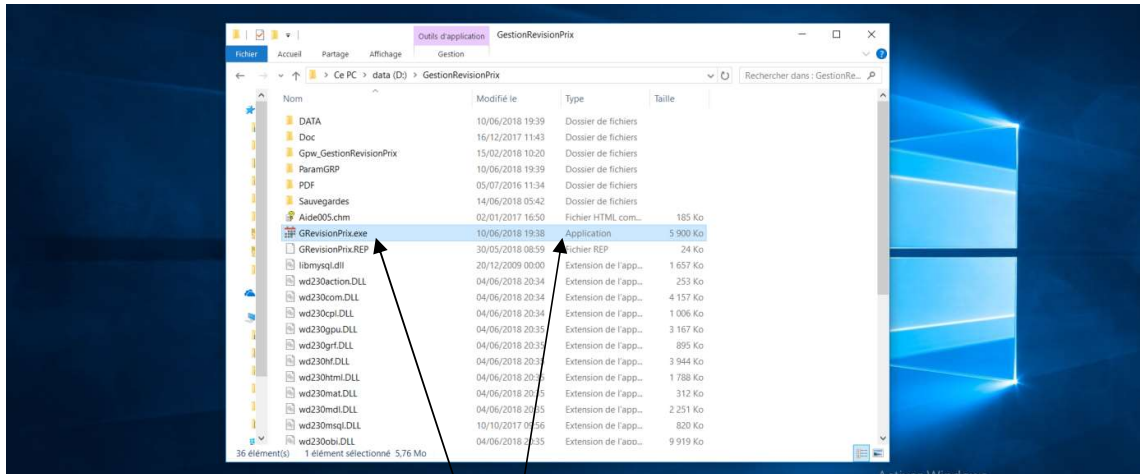 Outils d'application GestionRevisionPrix
Fichier Accueil Partage Affichage Gestion
> Ce PC > data (D:) > GestionRevisionPrix Rechercher dans : GestionRe...
Nom Modifié le Type Taille
DATA 10/06/2018 19:39 Dossier de fichiers
Doc 16/12/2017 11:43 Dossier de fichiers
Gpw_GestionRevisionPrix 15/02/2018 10:20 Dossier de fichiers
ParamGRP 10/06/2018 19:39 Dossier de fichiers
PDF 05/07/2016 11:34 Dossier de fichiers
Sauvegardes 14/06/2018 05:42 Dossier de fichiers
Aide005.chm 02/01/2017 16:50 Fichier HTML com... 185 Ko
GRevisionPrix.exe 10/06/2018 19:38 Application 5 900 Ko
GRevisionPrix.REP 30/05/2018 08:59 Fichier REP 24 Ko
libmysql.dll 20/12/2009 00:00 Extension de l'app... 1 657 Ko
wd230action.DLL 04/06/2018 20:34 Extension de l'app... 253 Ko
wd230com.DLL 04/06/2018 20:34 Extension de l'app... 4 157 Ko
wd230cpl.DLL 04/06/2018 20:34 Extension de l'app... 1 006 Ko
wd230gpu.DLL 04/06/2018 20:35 Extension de l'app... 3 167 Ko
wd230grf.DLL 04/06/2018 20:35 Extension de l'app... 895 Ko
wd230hf.DLL 04/06/2018 20:35 Extension de l'app... 3 944 Ko
wd230html.DLL 04/06/2018 20:35 Extension de l'app... 1 788 Ko
wd230mat.DLL 04/06/2018 20:35 Extension de l'app... 312 Ko
wd230mdl.DLL 04/06/2018 20:35 Extension de l'app... 2 251 Ko
wd230msql.DLL 10/10/2017 09:56 Extension de l'app... 820 Ko
wd230obj.DLL 04/06/2018 20:35 Extension de l'app... 9 919 Ko
36 élément(s) 1 élément sélectionné 5,76 Mo